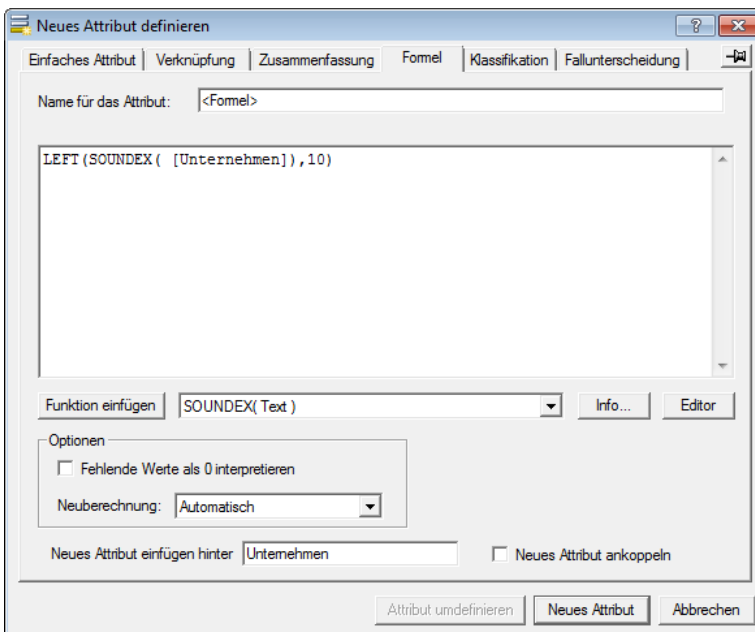 Neues Attribut definieren
Einfaches Attribut Verknüpfung Zusammenfassung Formel Klassifikation Fallunterscheidung
Name für das Attribut: <Formel>
LEFT(SOUNDEX( [Unternehmen]),10)
Funktion einfügen SOUNDEX( Text ) Info... Editor
Optionen
Fehlende Werte als 0 interpretieren
Neuberechnung: Automatisch
Neues Attribut einfügen hinter Unternehmen Neues Attribut ankoppeln
Attribut umdefinieren Neues Attribut Abbrechen